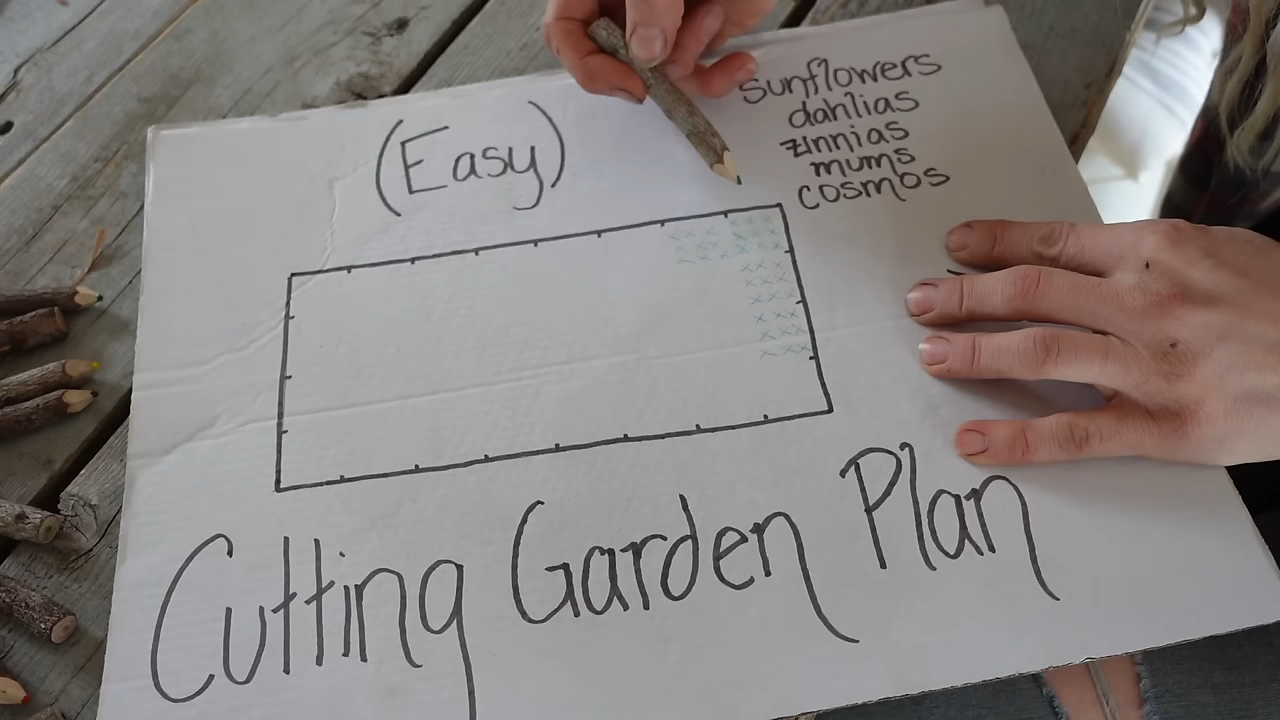 (Easy)
sunflowers
dahlias
zinnias
mums
cosmos
Cutting Garden Plan